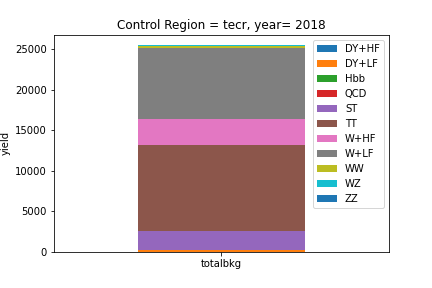 Control Region = tecr, year= 2018
yield
25000
20000
15000
10000
5000
0
totalbkg
DY+HF
DY+LF
Hbb
QCD
ST
TT
W+HF
W+LF
WW
WZ
ZZ